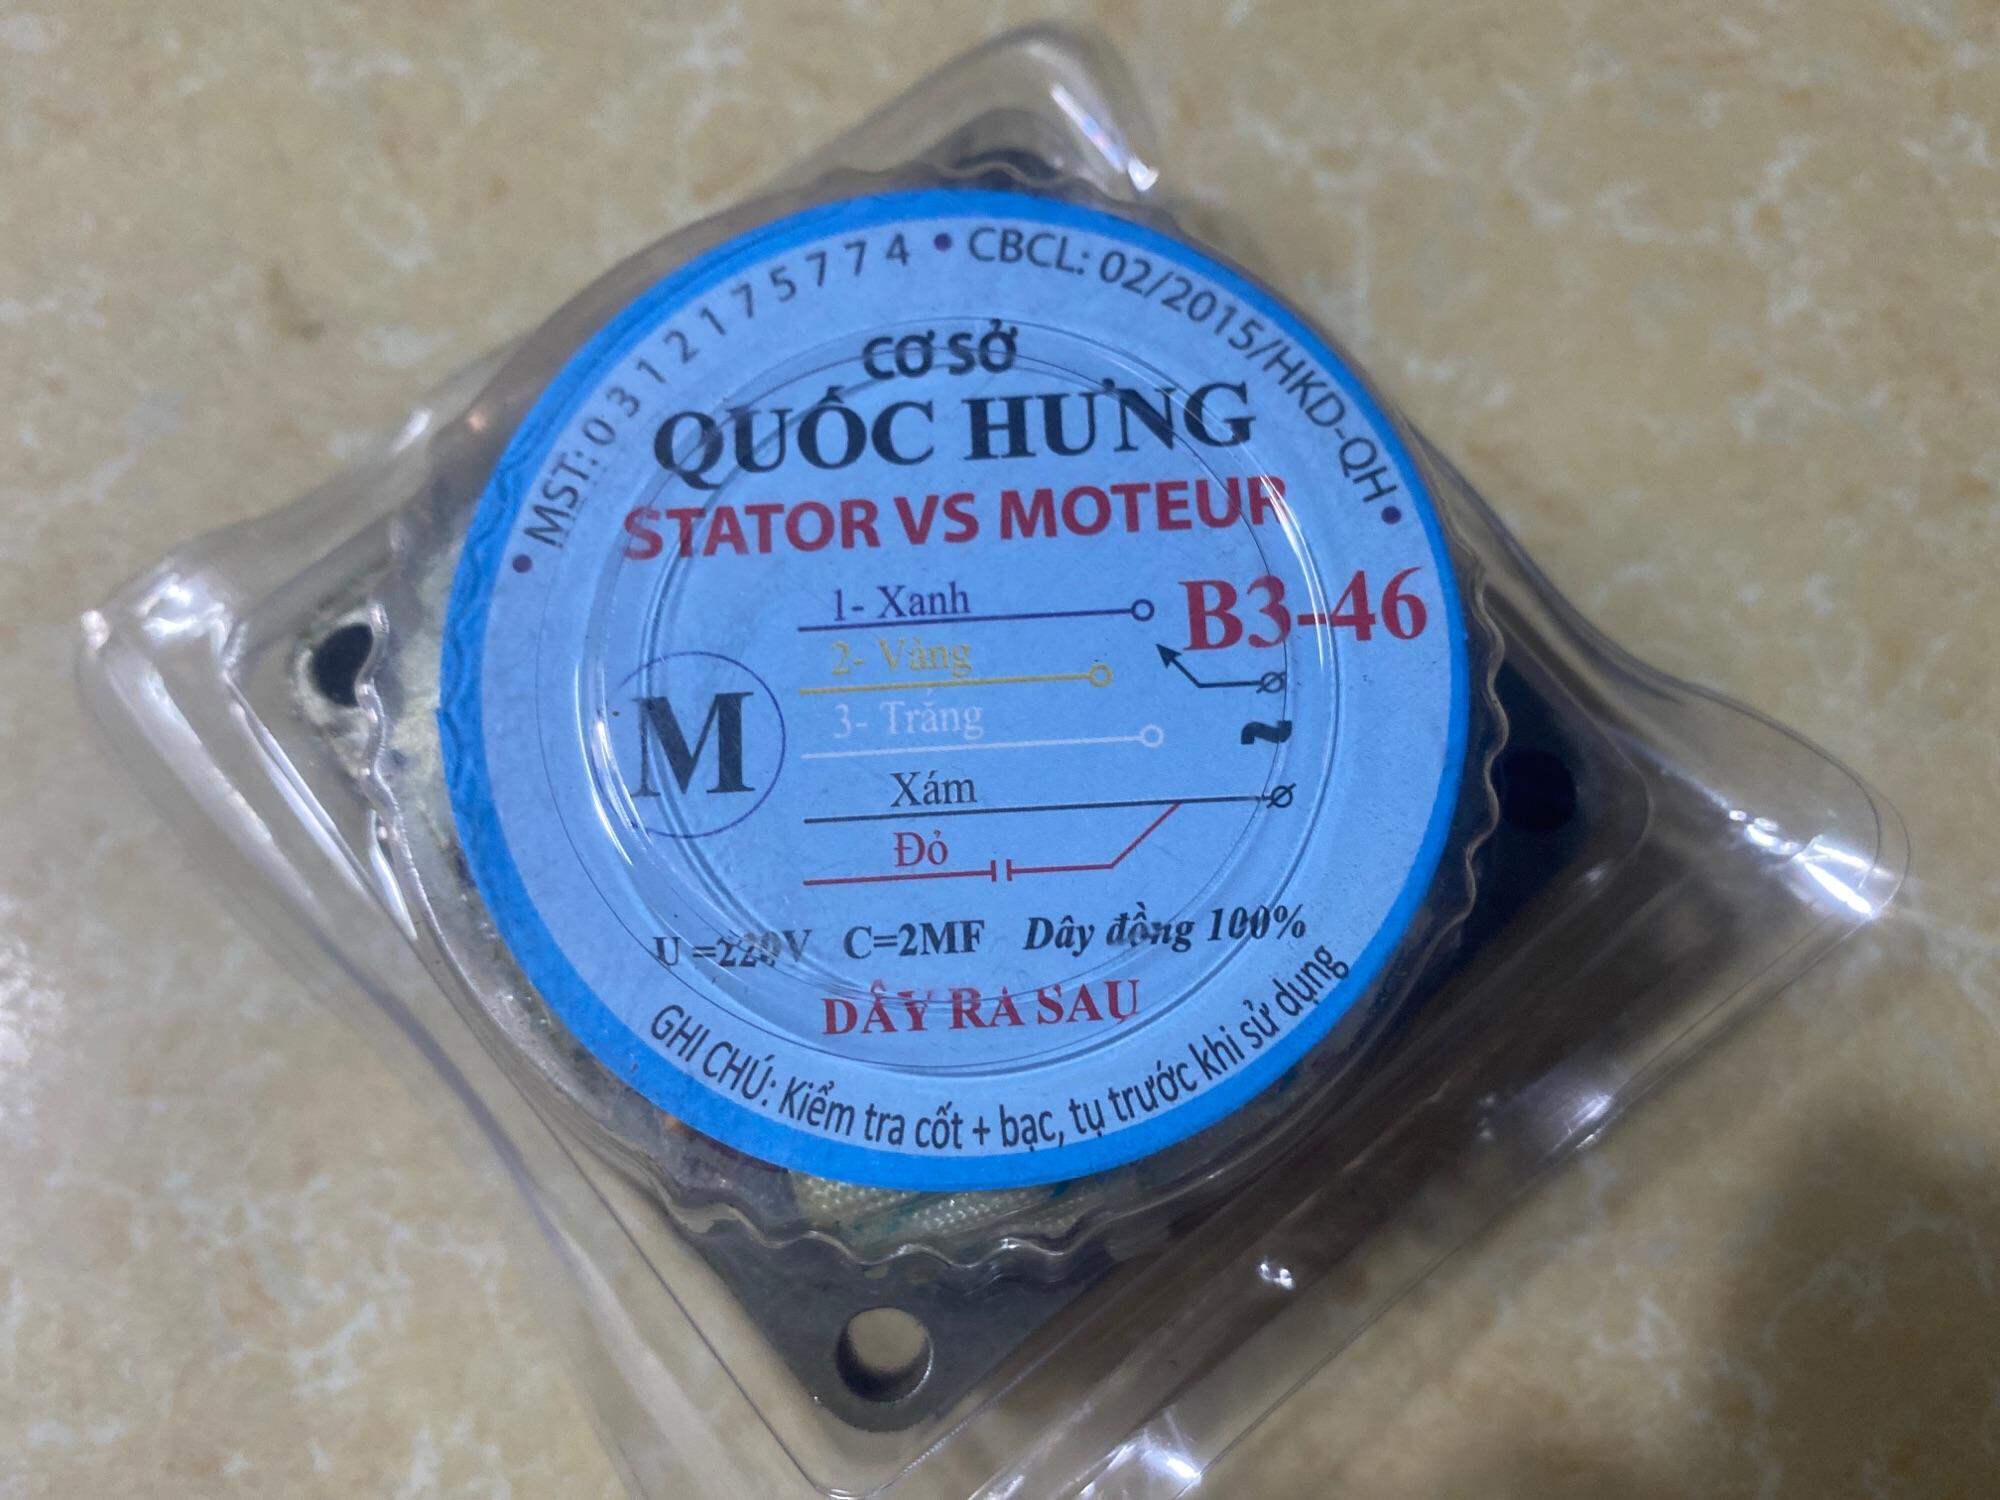 • MST: 0312175774 • CBCL: 02/2015/HKD-QH •
CƠ SỞ
QUỐC HƯNG
STATOR VS MOTEUR
B3-46
1- Xanh
2- Vàng
3- Trắng
M
~
Xám
Đỏ
U =220V C=2MF Dây đồng 100%
DÂY RA SAU
GHI CHÚ: Kiểm tra cốt + bạc, tụ trước khi sử dụng